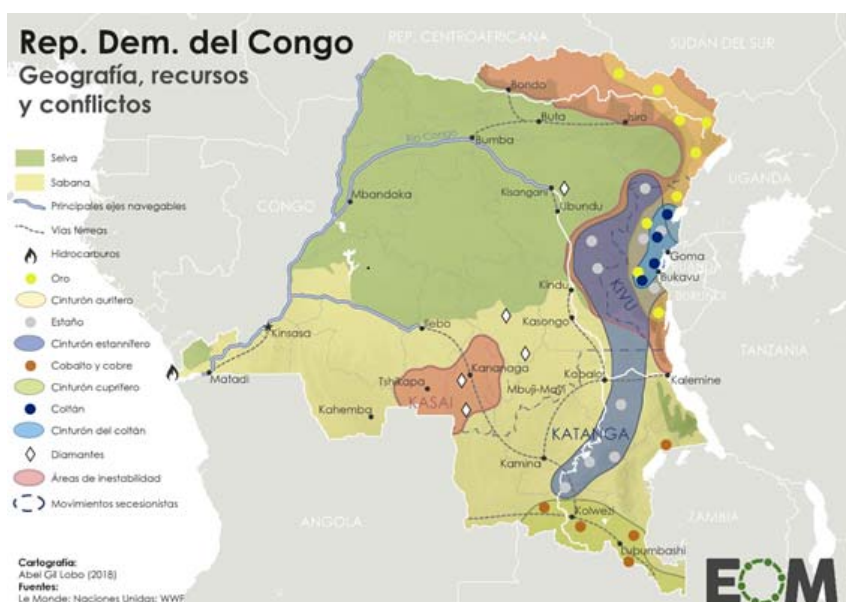 Rep. Dem. del Congo
Geografía, recursos
y conflictos
Selva
Sabana
Principales ejes navegables
Vías férreas
Hidrocarburos
Oro
Cinturón aurífero
Estaño
Cinturón estannífero
Cobalto y cobre
Cinturón cuprífero
Coltán
Cinturón del coltán
Diamantes
Áreas de inestabilidad
Movimientos secesionistas
Cartografía:
Abel Gil Lobo (2018)
Fuentes:
Le Monde; Naciones Unidas; WWF
REP. CENTROAFRICANA
SUDÁN DEL SUR
Bondo
Buta
Isiro
Río Congo
Bumba
UGANDA
CONGO
Mbandaka
Kisangani
Ubundu
Goma
Bukavu
KIVU
BURUNDI
Kindu
Kasongo
Ilebo
Kinsasa
TANZANIA
Matadi
Kananaga
Tshikapa
KASAI
Mbuji-Mayi
Kabalo
Kalemine
Kahemba
KATANGA
Kamina
ANGOLA
Kolwezi
ZAMBIA
Lubumbashi
EOM